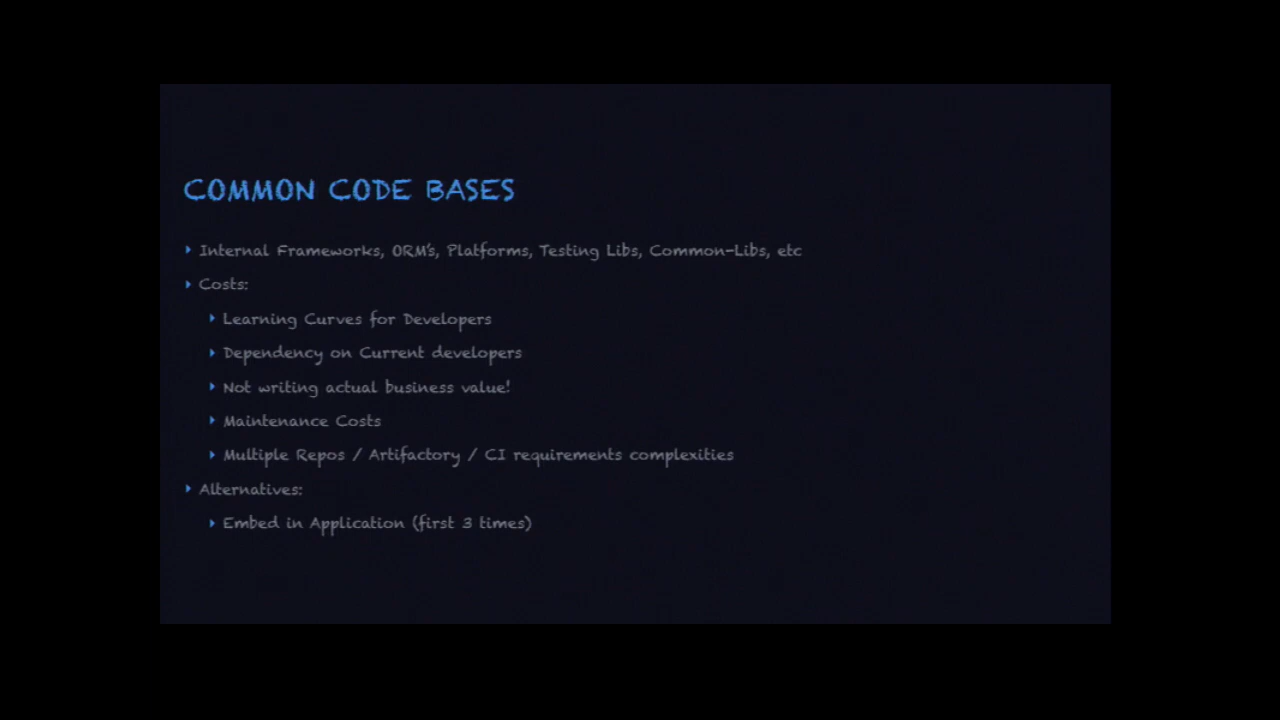 COMMON CODE BASES
Internal Frameworks, ORM's, Platforms, Testing Libs, Common-Libs, etc
Costs:
Learning Curves for Developers
Dependency on Current developers
Not writing actual business value!
Maintenance Costs
Multiple Repos / Artifactory / CI requirements complexities
Alternatives:
Embed in Application (first 3 times)